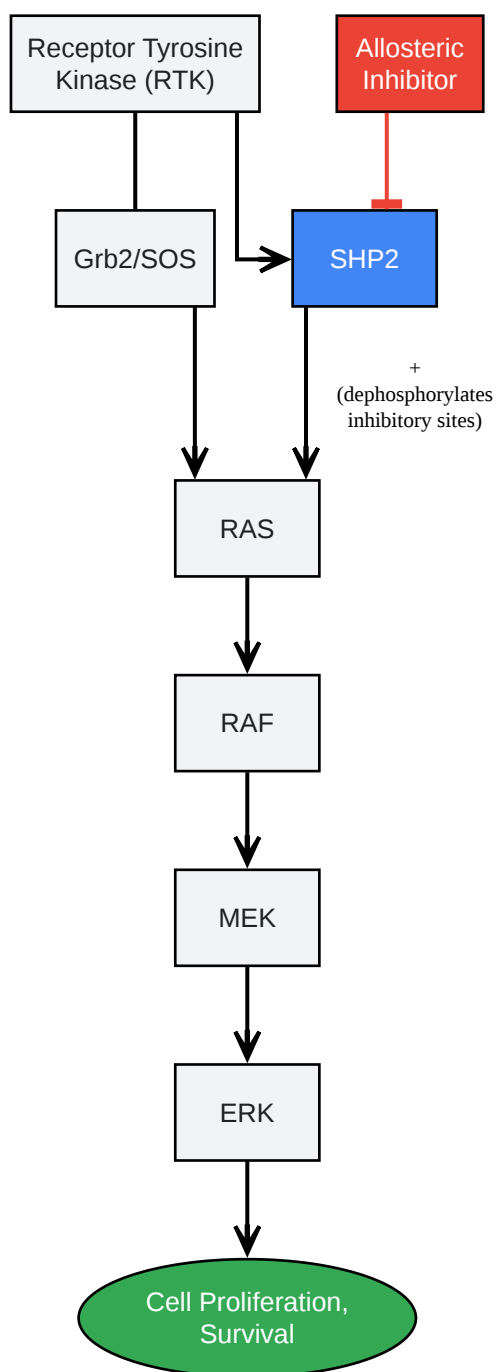 Receptor Tyrosine
Kinase (RTK)
Allosteric
Inhibitor
Grb2/SOS
SHP2
+
(dephosphorylates
inhibitory sites)
RAS
RAF
MEK
ERK
Cell Proliferation,
Survival